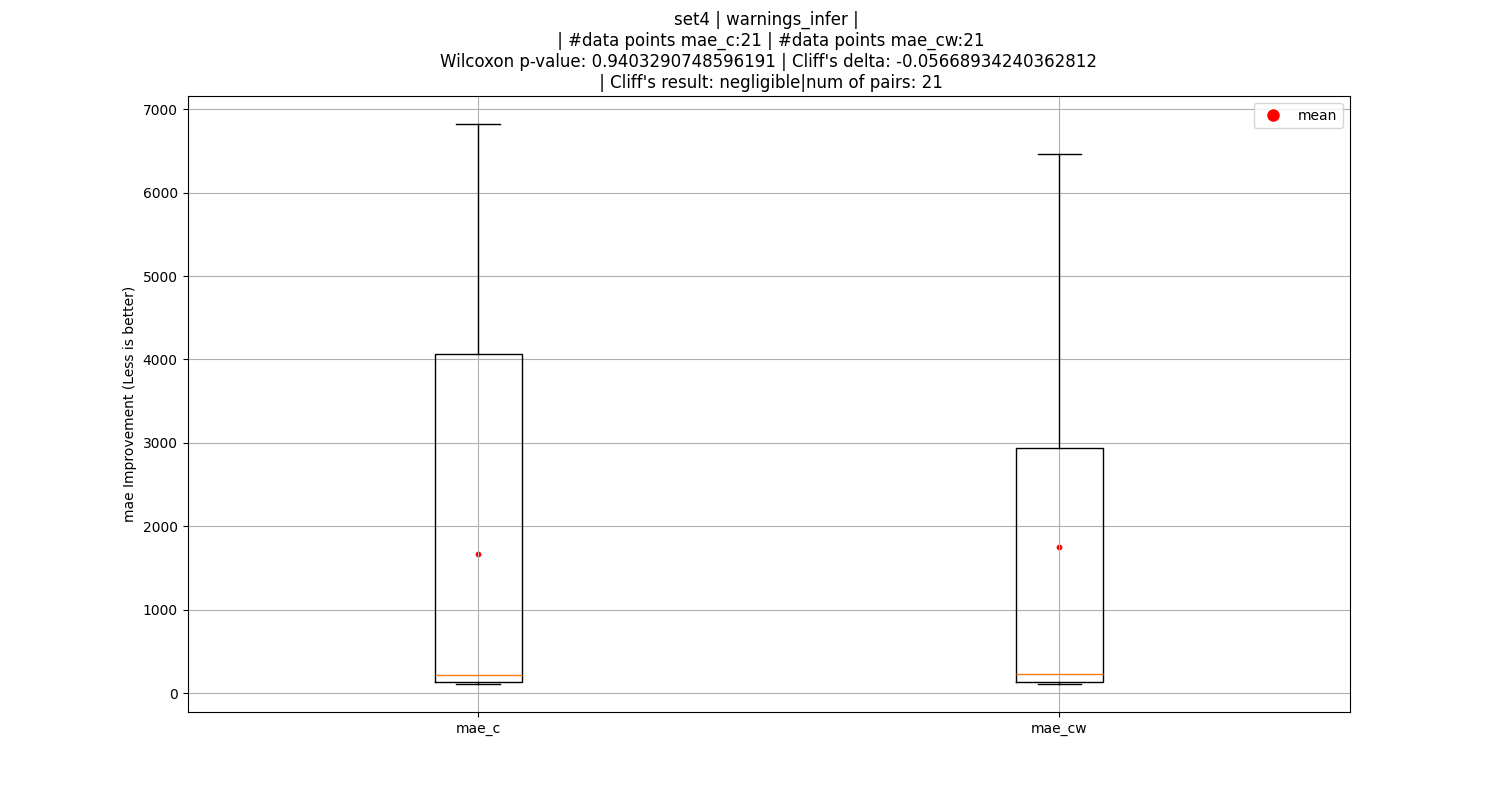 set4 | warnings_infer |
| #data points mae_c:21 | #data points mae_cw:21
Wilcoxon p-value: 0.9403290748596191 | Cliff's delta: -0.05668934240362812
| Cliff's result: negligible|num of pairs: 21
mean
7000
6000
5000
4000
3000
2000
1000
0
mae Improvement (Less is better)
mae_c
mae_cw